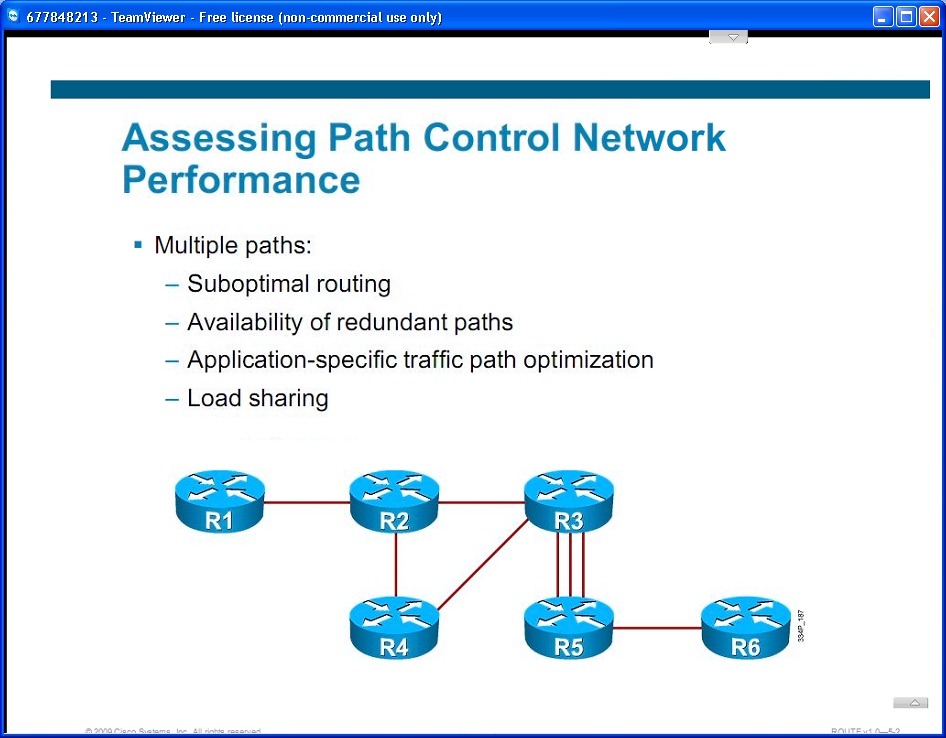 677848213 - TeamViewer - Free license (non-commercial use only)
Assessing Path Control Network
Performance
Multiple paths:
– Suboptimal routing
– Availability of redundant paths
– Application-specific traffic path optimization
– Load sharing
R1
R2
R3
R4
R5
R6
334P_187
© 2009 Cisco Systems, Inc. All rights reserved.
ROUTE v1.0—5-2